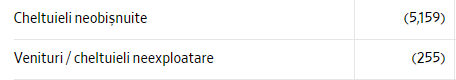 Cheltuieli neobișnuite (5,159)
Venituri / cheltuieli neexploatare (255)